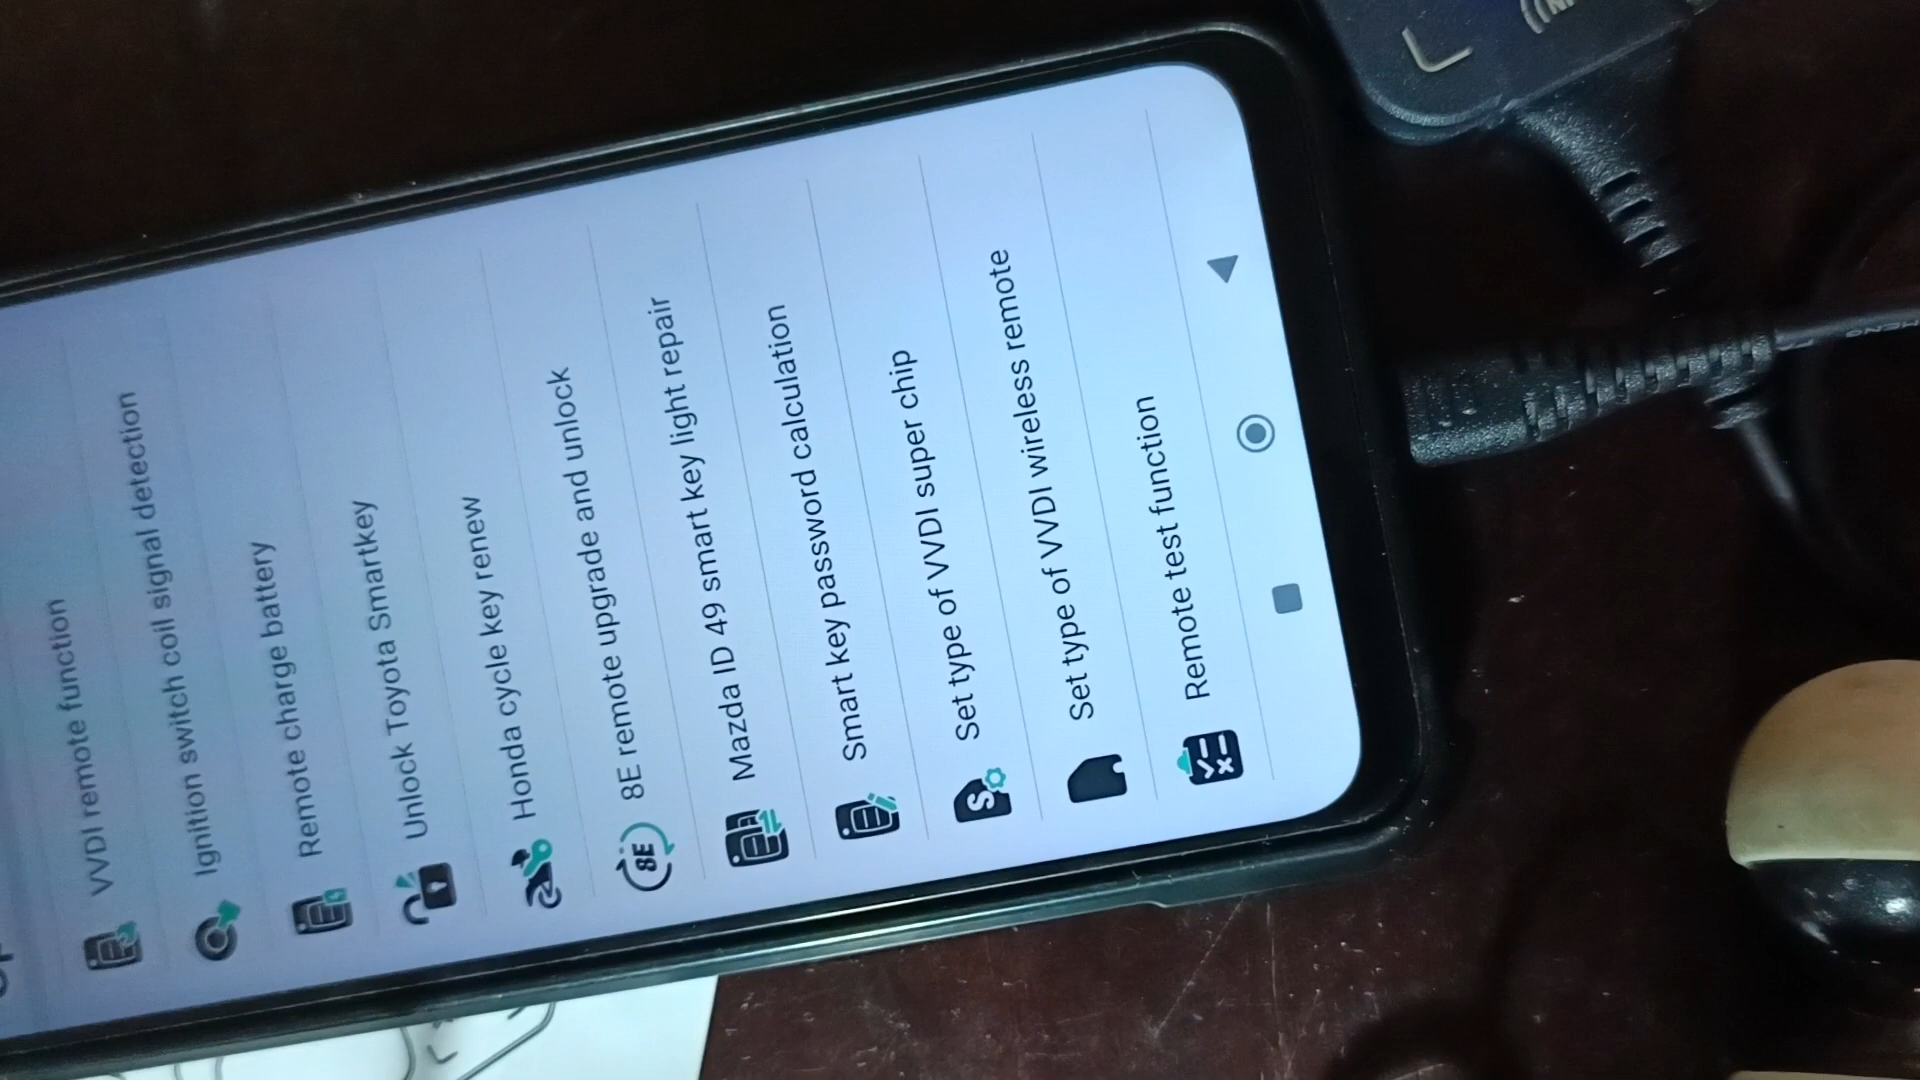 VVDI remote function
Ignition switch coil signal detection
Remote charge battery
Unlock Toyota Smartkey
Honda cycle key renew
8E
8E remote upgrade and unlock
Mazda ID 49 smart key light repair
Smart key password calculation
S
Set type of VVDI super chip
Set type of VVDI wireless remote
Remote test function